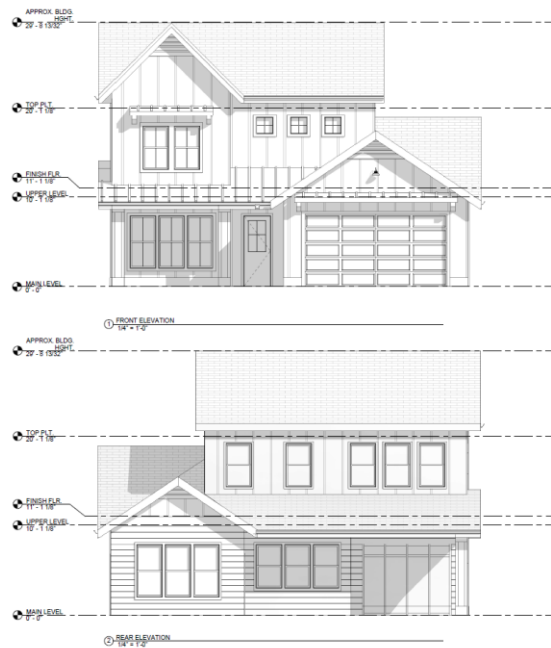 APPROX. BLDG.
HGHT.
29' - 8 13/32"
TOP PLT.
20' - 1 1/8"
FINISH FLR.
11' - 1 1/8"
UPPER LEVEL
10' - 1 1/8"
MAIN LEVEL
0' - 0"
1 FRONT ELEVATION
1/4" = 1'-0"
APPROX. BLDG.
HGHT.
29' - 8 13/32"
TOP PLT.
20' - 1 1/8"
FINISH FLR.
11' - 1 1/8"
UPPER LEVEL
10' - 1 1/8"
MAIN LEVEL
0' - 0"
2 REAR ELEVATION
1/4" = 1'-0"